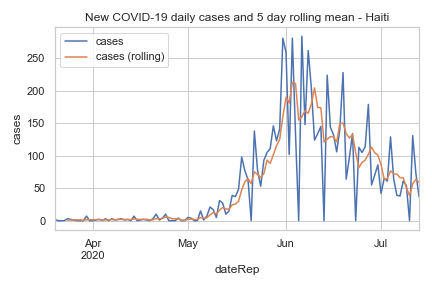 New COVID-19 daily cases and 5 day rolling mean - Haiti
cases
cases (rolling)
250
200
150
100
50
0
cases
Apr
2020
May
Jun
Jul
dateRep